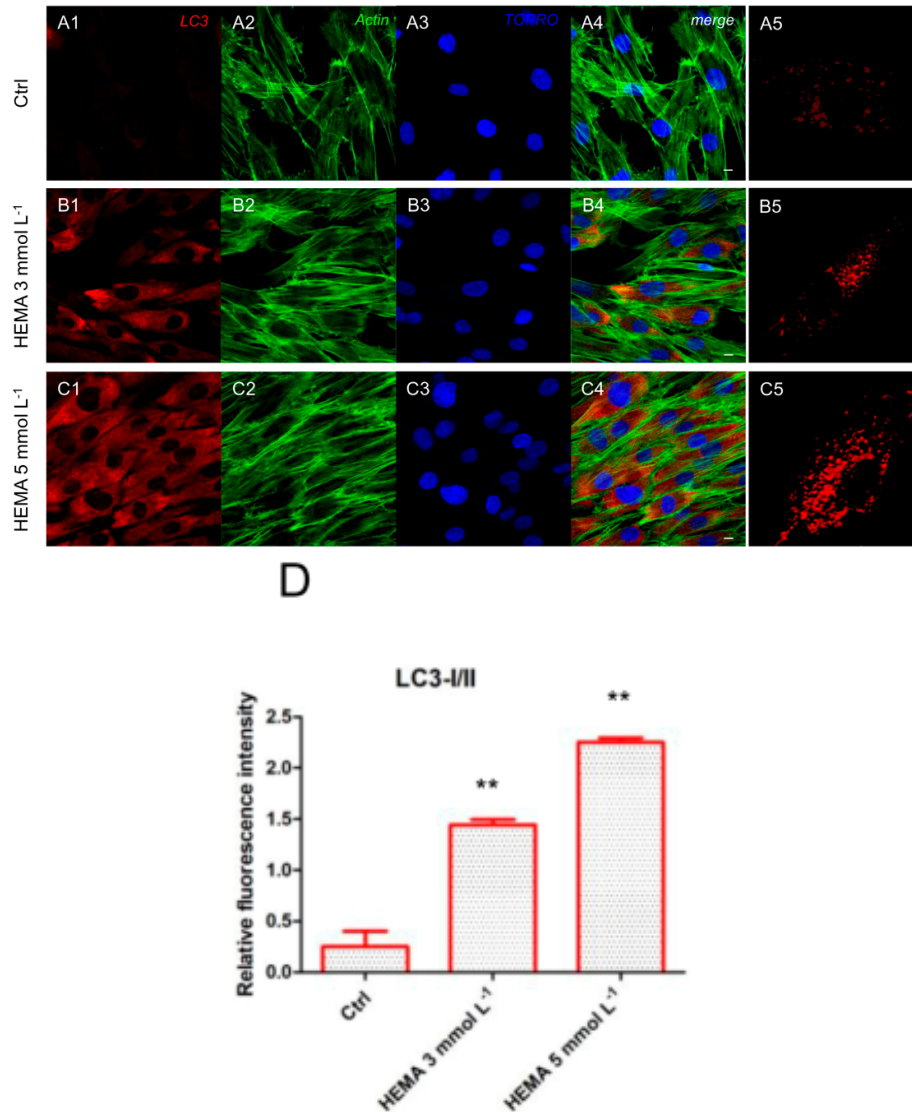 A1 LC3 A2 Actin A3 TOPRO A4 merge A5
Ctrl
B1 B2 B3 B4 B5
HEMA 3 mmol L⁻¹
C1 C2 C3 C4 C5
HEMA 5 mmol L⁻¹
D
LC3-I/II
Relative fluorescence intensity
2.5
2.0
1.5
1.0
0.5
0.0
**
**
Ctrl
HEMA 3 mmol L⁻¹
HEMA 5 mmol L⁻¹